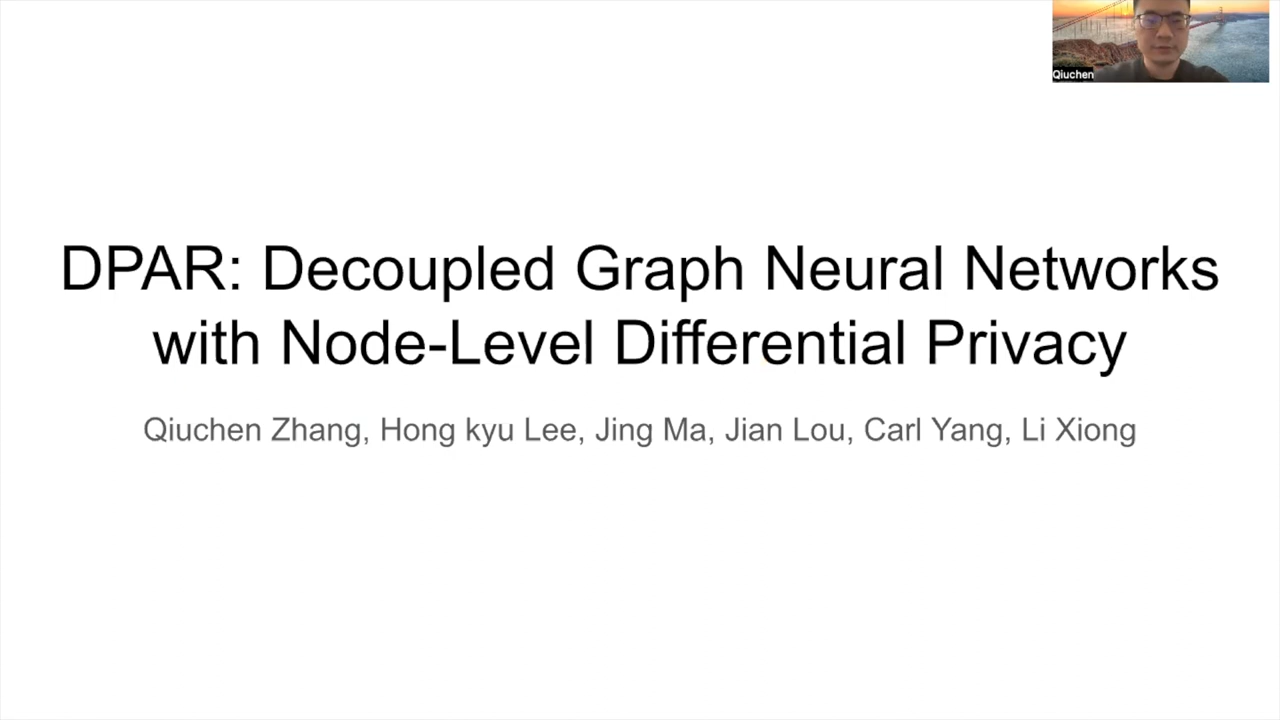 Qiuchen
DPAR: Decoupled Graph Neural Networks
with Node-Level Differential Privacy
Qiuchen Zhang, Hong kyu Lee, Jing Ma, Jian Lou, Carl Yang, Li Xiong